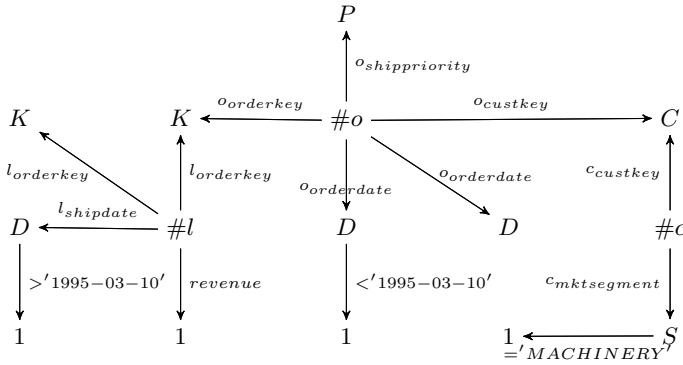 P
o_shippriority
K o_orderkey K #o o_custkey C
l_orderkey l_orderkey o_orderdate o_orderdate c_custkey
D l_shipdate #l D D #c
>'1995−03−10' revenue <'1995−03−10' c_mktsegment
1 1 1 1 S
='MACHINERY'